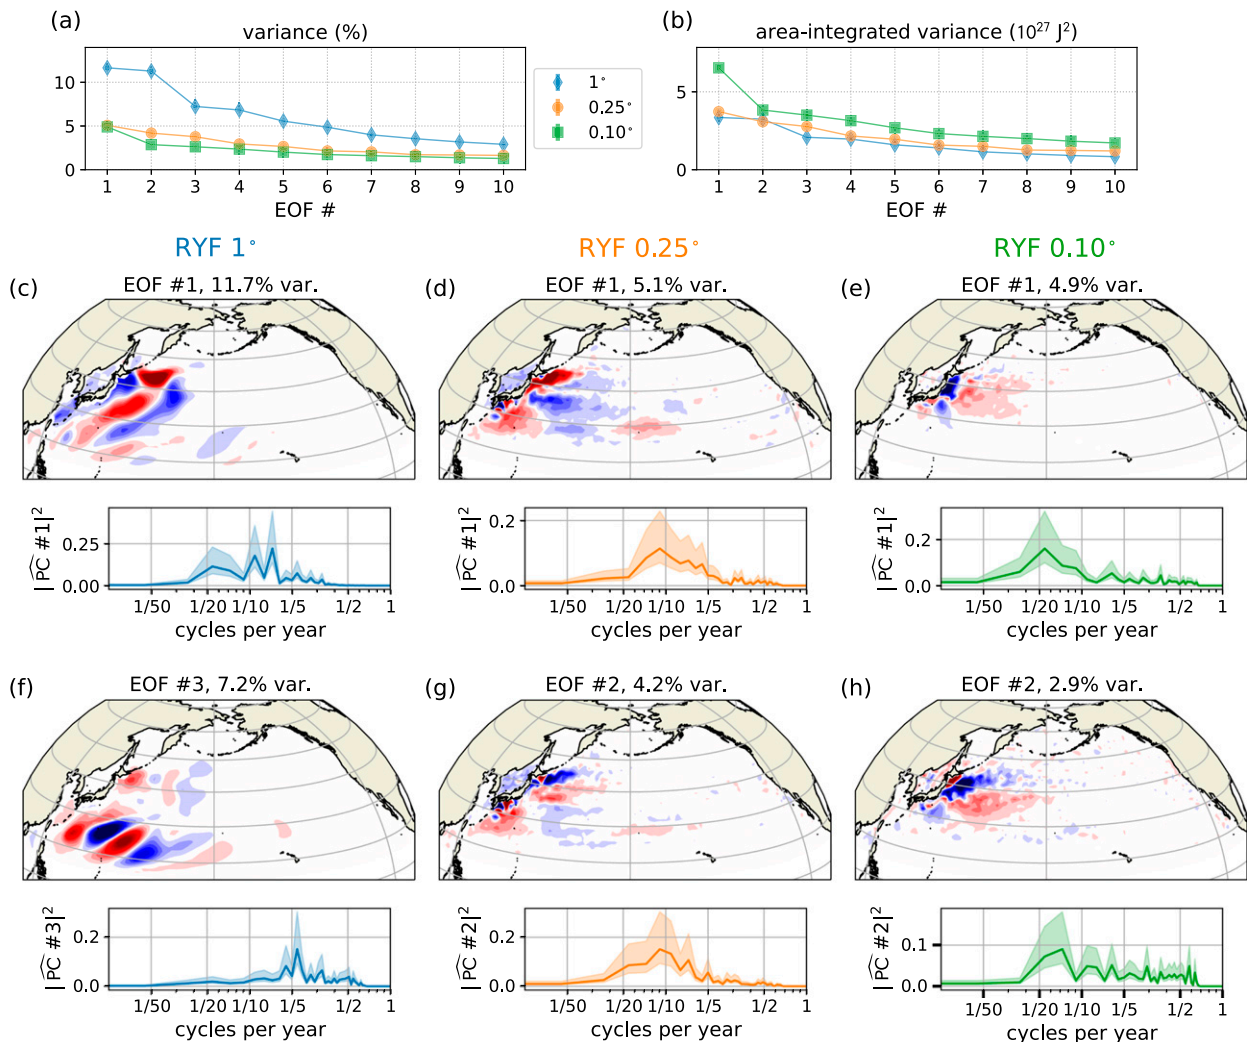 (a)
variance (%)
(b)
area-integrated variance (10²⁷ J²)
10
5
0
1 2 3 4 5 6 7 8 9 10
EOF #
1°
0.25°
0.10°
5
0
1 2 3 4 5 6 7 8 9 10
EOF #
RYF 1°
RYF 0.25°
RYF 0.10°
(c)
EOF #1, 11.7% var.
(d)
EOF #1, 5.1% var.
(e)
EOF #1, 4.9% var.
|P̂C #1|²
0.25
0.00
1/50 1/20 1/10 1/5 1/2 1
cycles per year
|P̂C #1|²
0.2
0.0
1/50 1/20 1/10 1/5 1/2 1
cycles per year
|P̂C #1|²
0.2
0.0
1/50 1/20 1/10 1/5 1/2 1
cycles per year
(f)
EOF #3, 7.2% var.
(g)
EOF #2, 4.2% var.
(h)
EOF #2, 2.9% var.
|P̂C #3|²
0.2
0.0
1/50 1/20 1/10 1/5 1/2 1
cycles per year
|P̂C #2|²
0.2
0.0
1/50 1/20 1/10 1/5 1/2 1
cycles per year
|P̂C #2|²
0.1
0.0
1/50 1/20 1/10 1/5 1/2 1
cycles per year